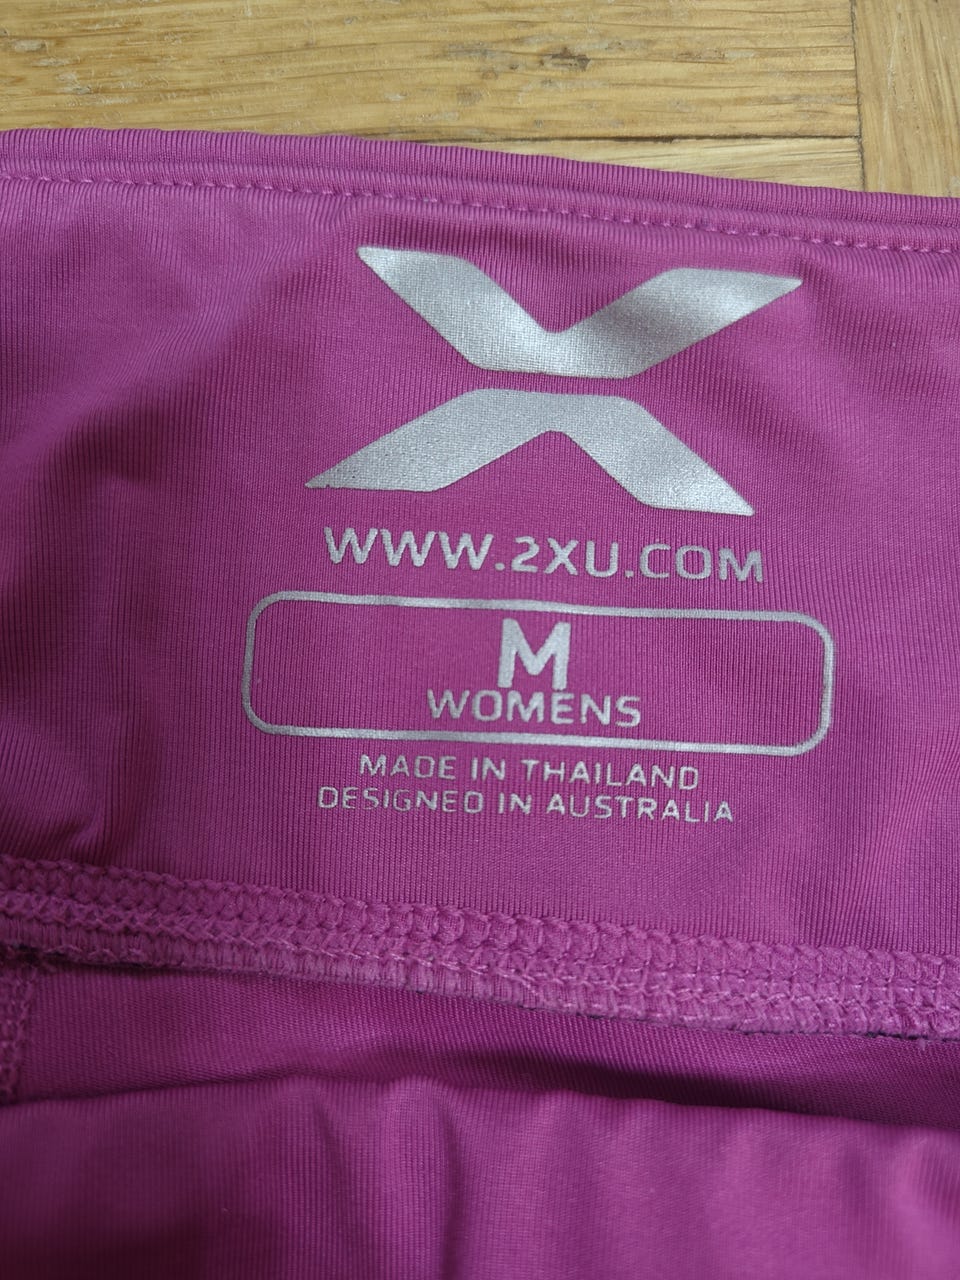 WWW.2XU.COM
M
WOMENS
MADE IN THAILAND
DESIGNED IN AUSTRALIA